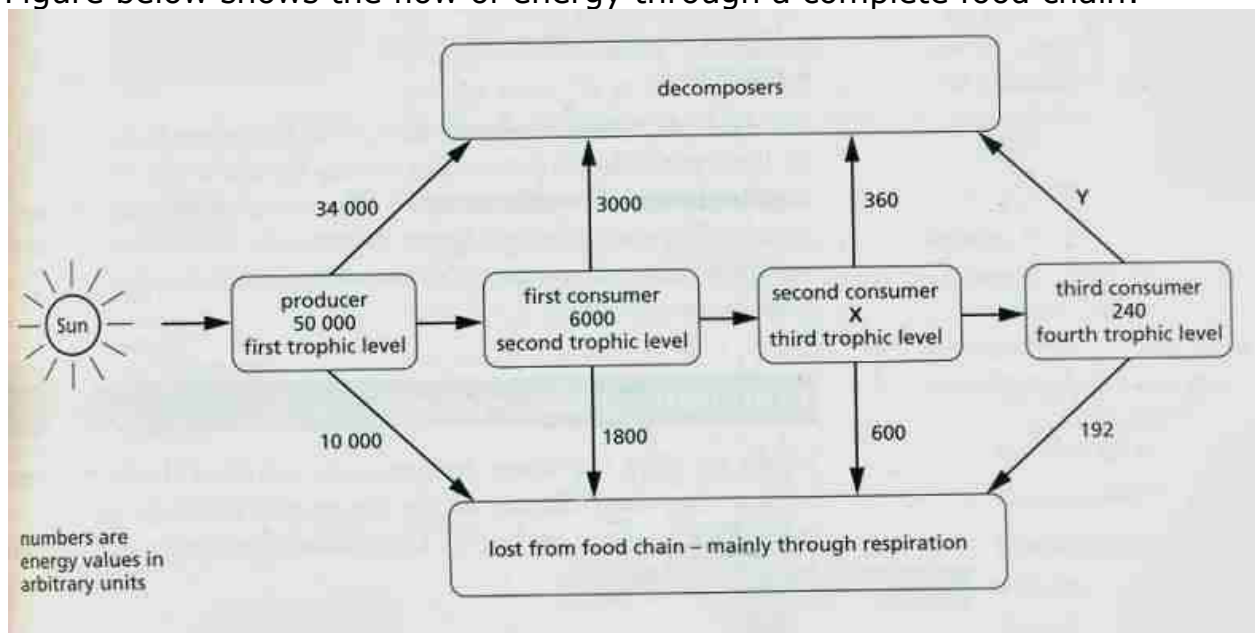 Figure below shows the flow of energy through a complete food chain.
decomposers
34 000
3000
360
Y
Sun
producer
50 000
first trophic level
first consumer
6000
second trophic level
second consumer
X
third trophic level
third consumer
240
fourth trophic level
10 000
1800
600
192
numbers are
energy values in
arbitrary units
lost from food chain – mainly through respiration